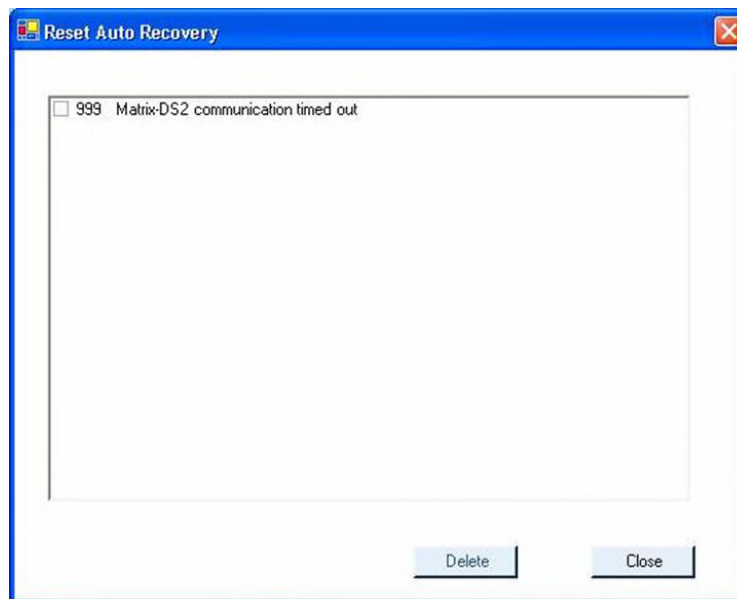 Reset Auto Recovery
999 Matrix-DS2 communication timed out
Delete
Close